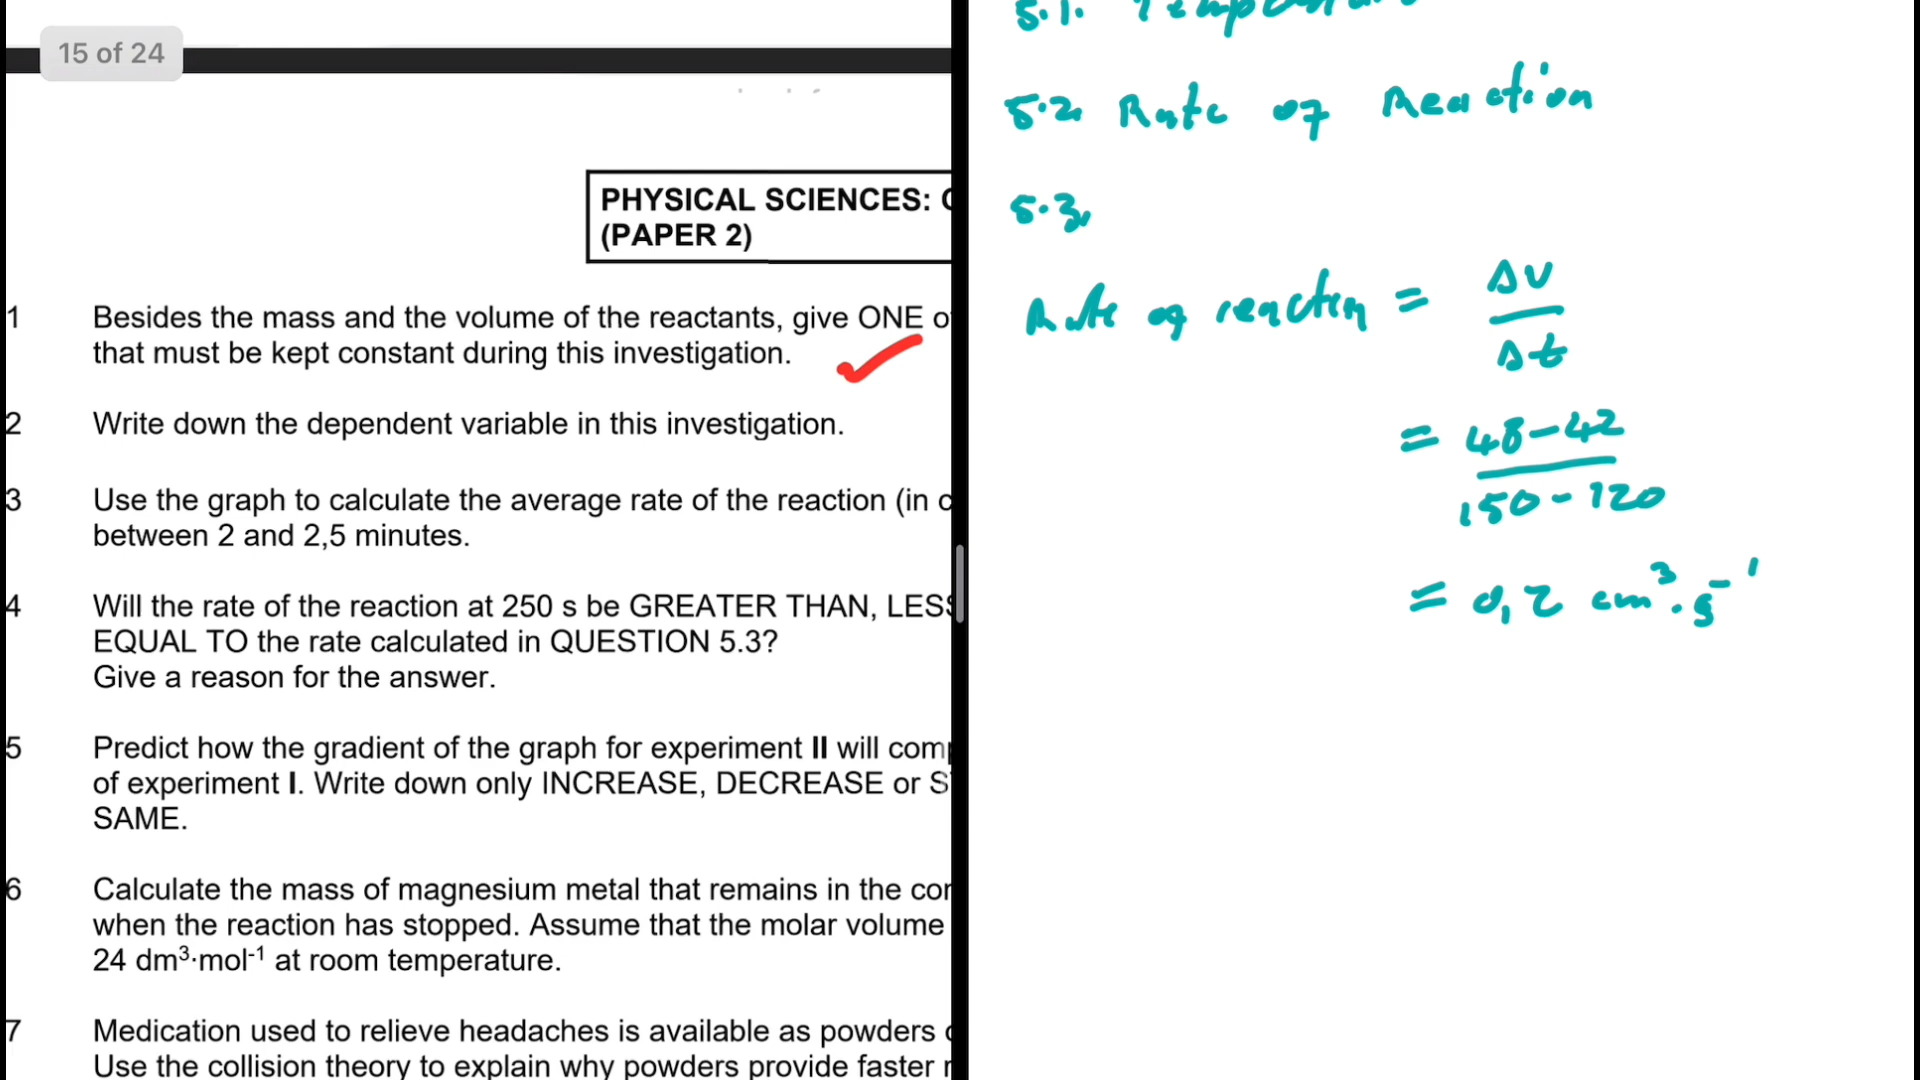 15 of 24
PHYSICAL SCIENCES:
(PAPER 2)
1 Besides the mass and the volume of the reactants, give ONE
that must be kept constant during this investigation.
2 Write down the dependent variable in this investigation.
3 Use the graph to calculate the average rate of the reaction (in
between 2 and 2,5 minutes.
4 Will the rate of the reaction at 250 s be GREATER THAN, LESS
EQUAL TO the rate calculated in QUESTION 5.3?
Give a reason for the answer.
5 Predict how the gradient of the graph for experiment II will
of experiment I. Write down only INCREASE, DECREASE or
SAME.
6 Calculate the mass of magnesium metal that remains in the
when the reaction has stopped. Assume that the molar volume
24 dm³·mol⁻¹ at room temperature.
7 Medication used to relieve headaches is available as powders
Use the collision theory to explain why powders provide faster
5.1.
5.2 Rate of Reaction
5.3
Rate of reaction = ΔV
Δt
= 48-42
150-120
= 0,2 cm³.s⁻¹